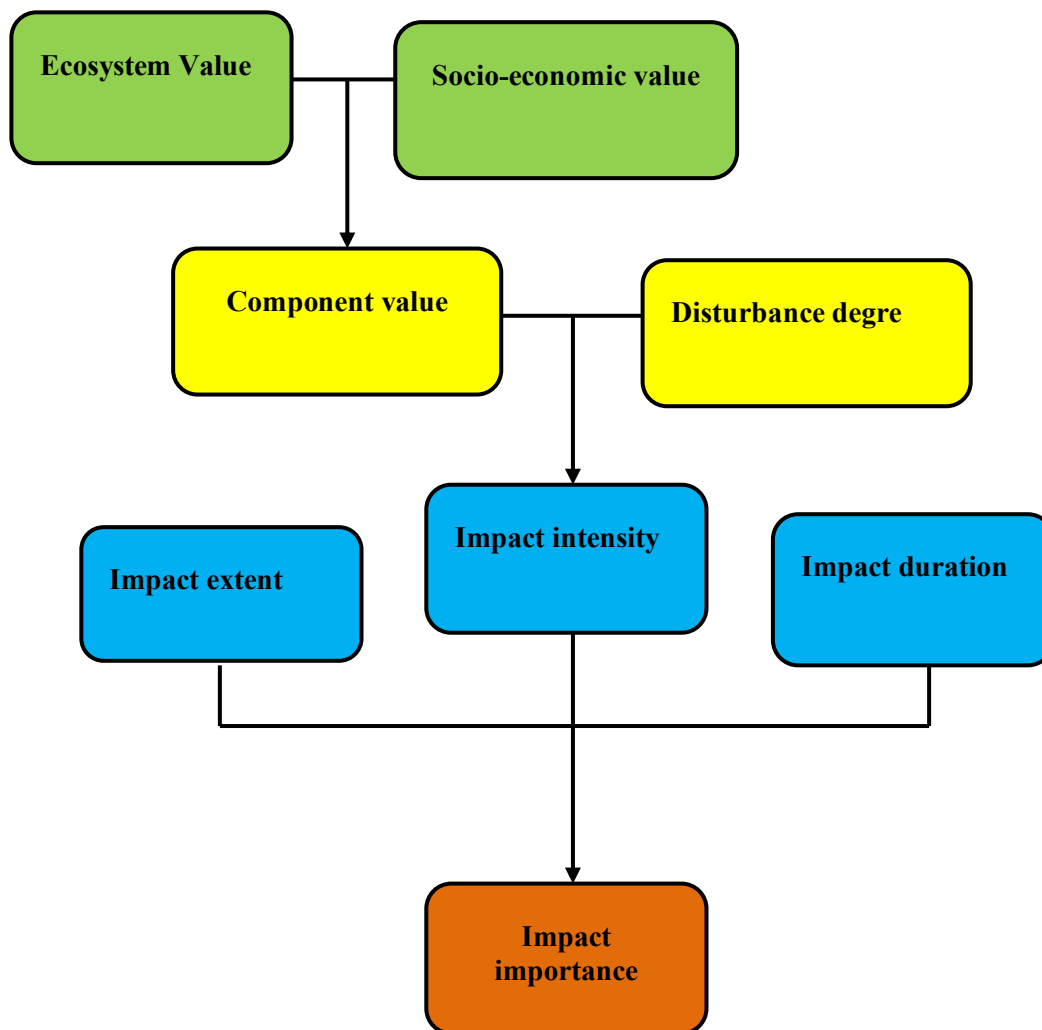 Ecosystem Value
Socio-economic value
Component value
Disturbance degre
Impact intensity
Impact extent
Impact duration
Impact
importance